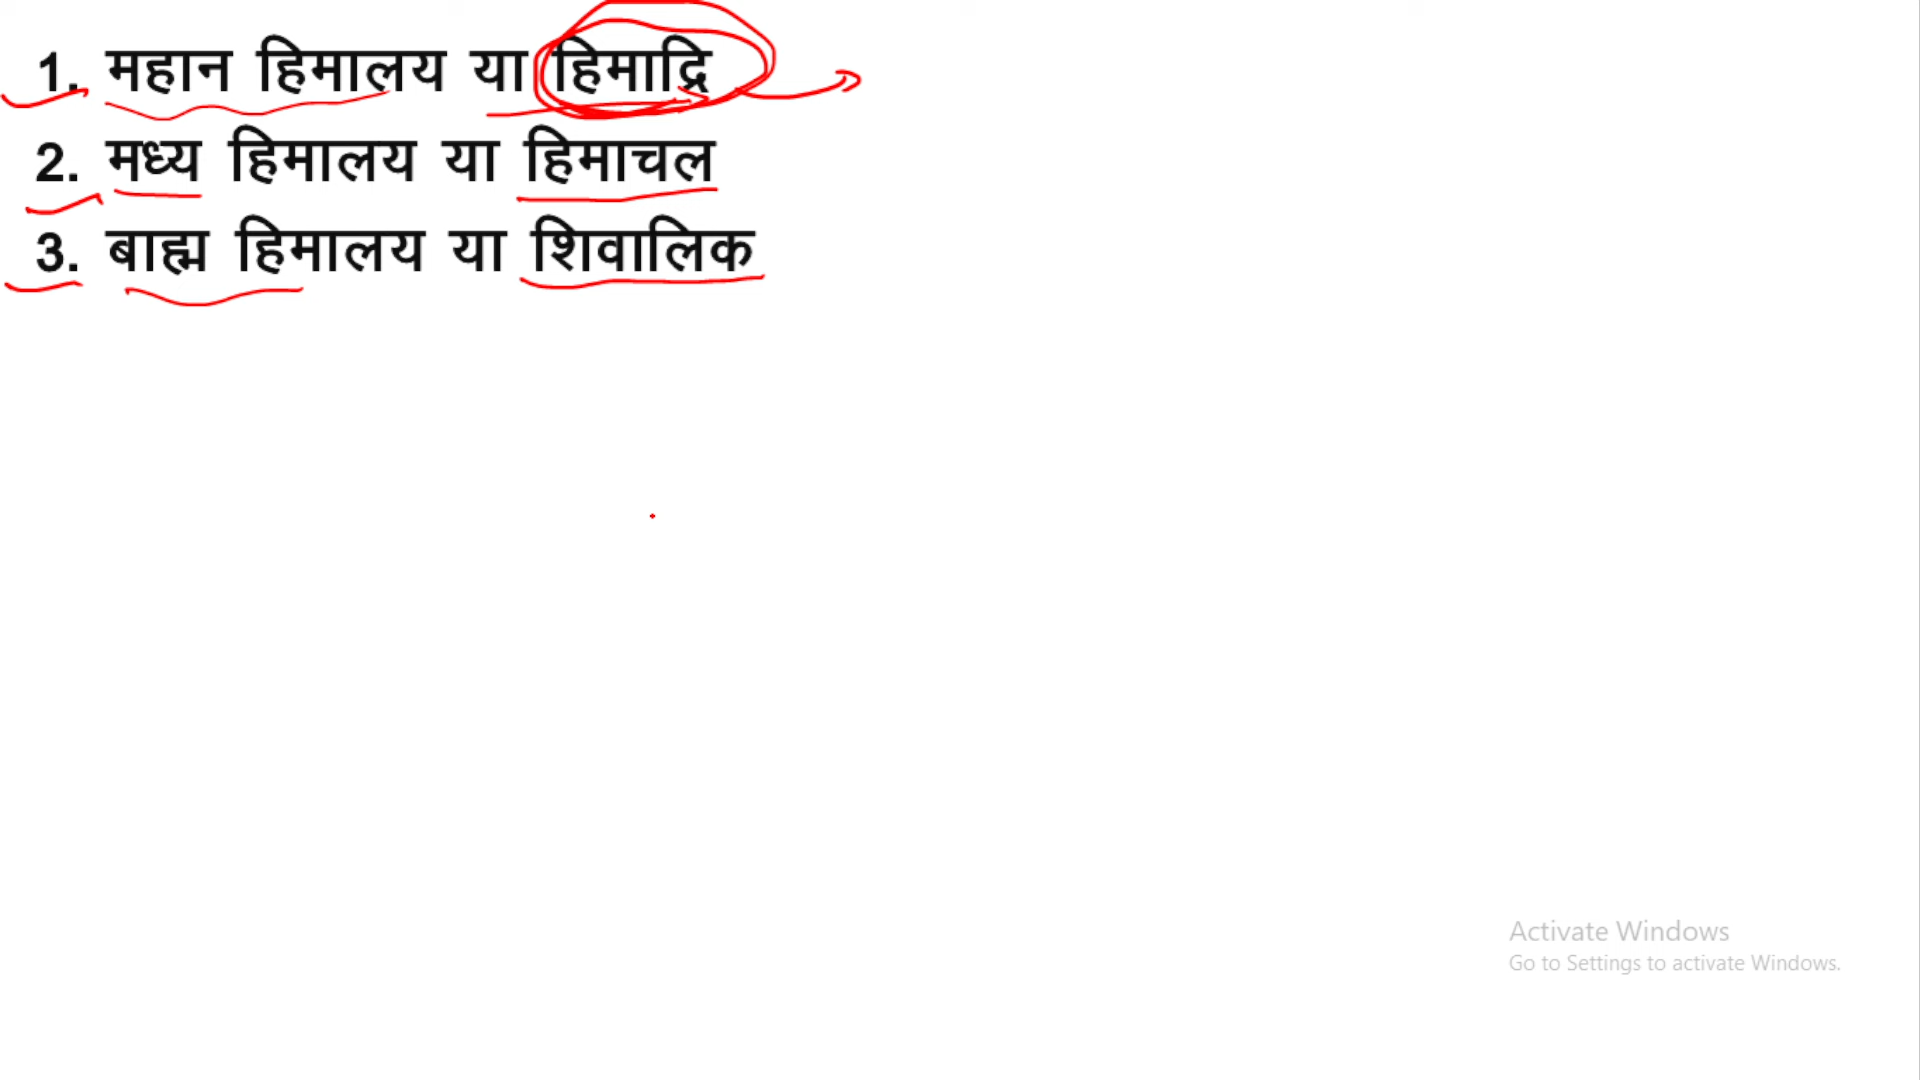 1. महान हिमालय या हिमाद्रि
2. मध्य हिमालय या हिमाचल
3. बाह्म हिमालय या शिवालिक
Activate Windows
Go to Settings to activate Windows.